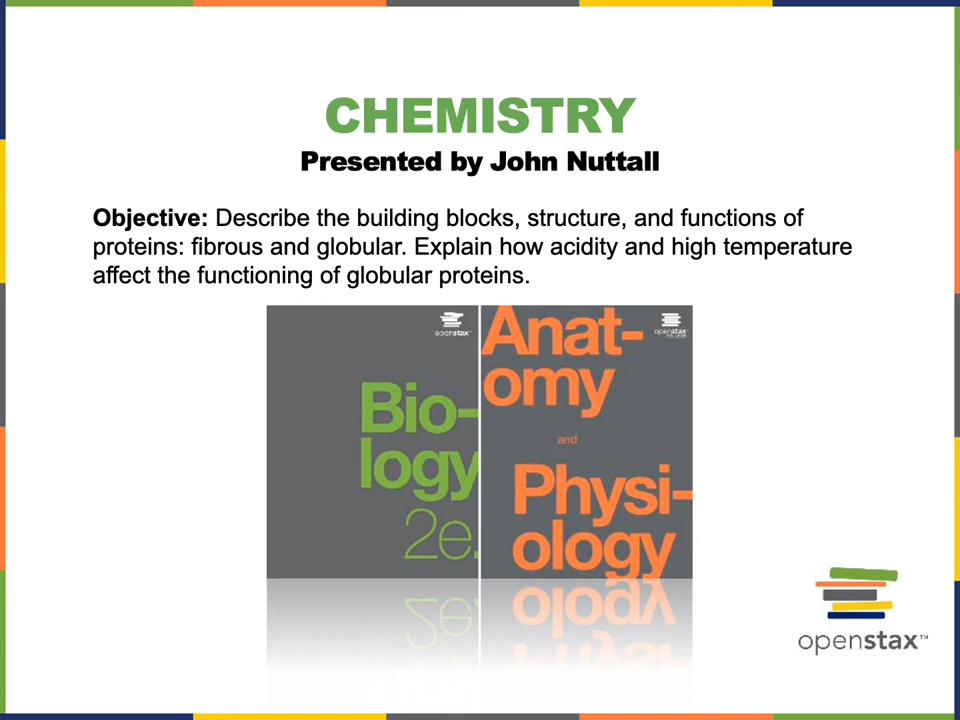 CHEMISTRY
Presented by John Nuttall
Objective: Describe the building blocks, structure, and functions of
proteins: fibrous and globular. Explain how acidity and high temperature
affect the functioning of globular proteins.
openstax™
Bio-
logy
2e.
openstax
Anat-
omy
and
Physi-
ology
openstax™